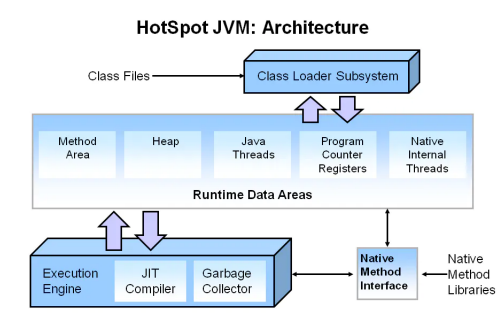 HotSpot JVM: Architecture
Class Files
Class Loader Subsystem
Method
Area
Heap
Java
Threads
Program
Counter
Registers
Native
Internal
Threads
Runtime Data Areas
Execution
Engine
JIT
Compiler
Garbage
Collector
Native
Method
Interface
Native
Method
Libraries